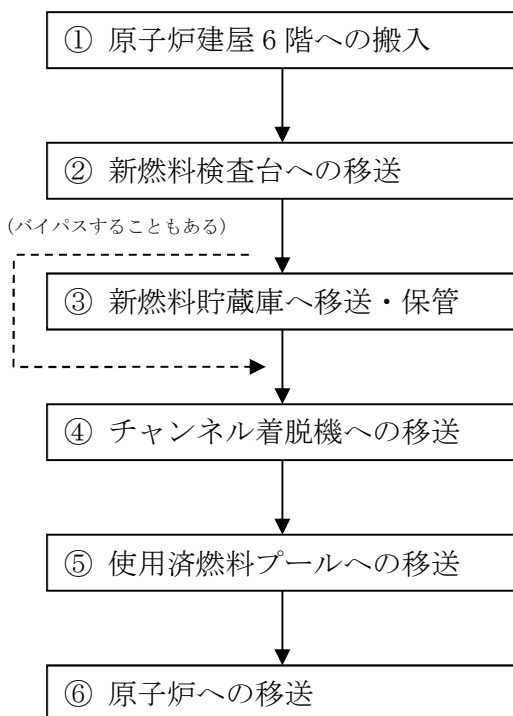 ① 原子炉建屋6階への搬入
② 新燃料検査台への移送
(バイパスすることもある)
③ 新燃料貯蔵庫へ移送・保管
④ チャンネル着脱機への移送
⑤ 使用済燃料プールへの移送
⑥ 原子炉への移送